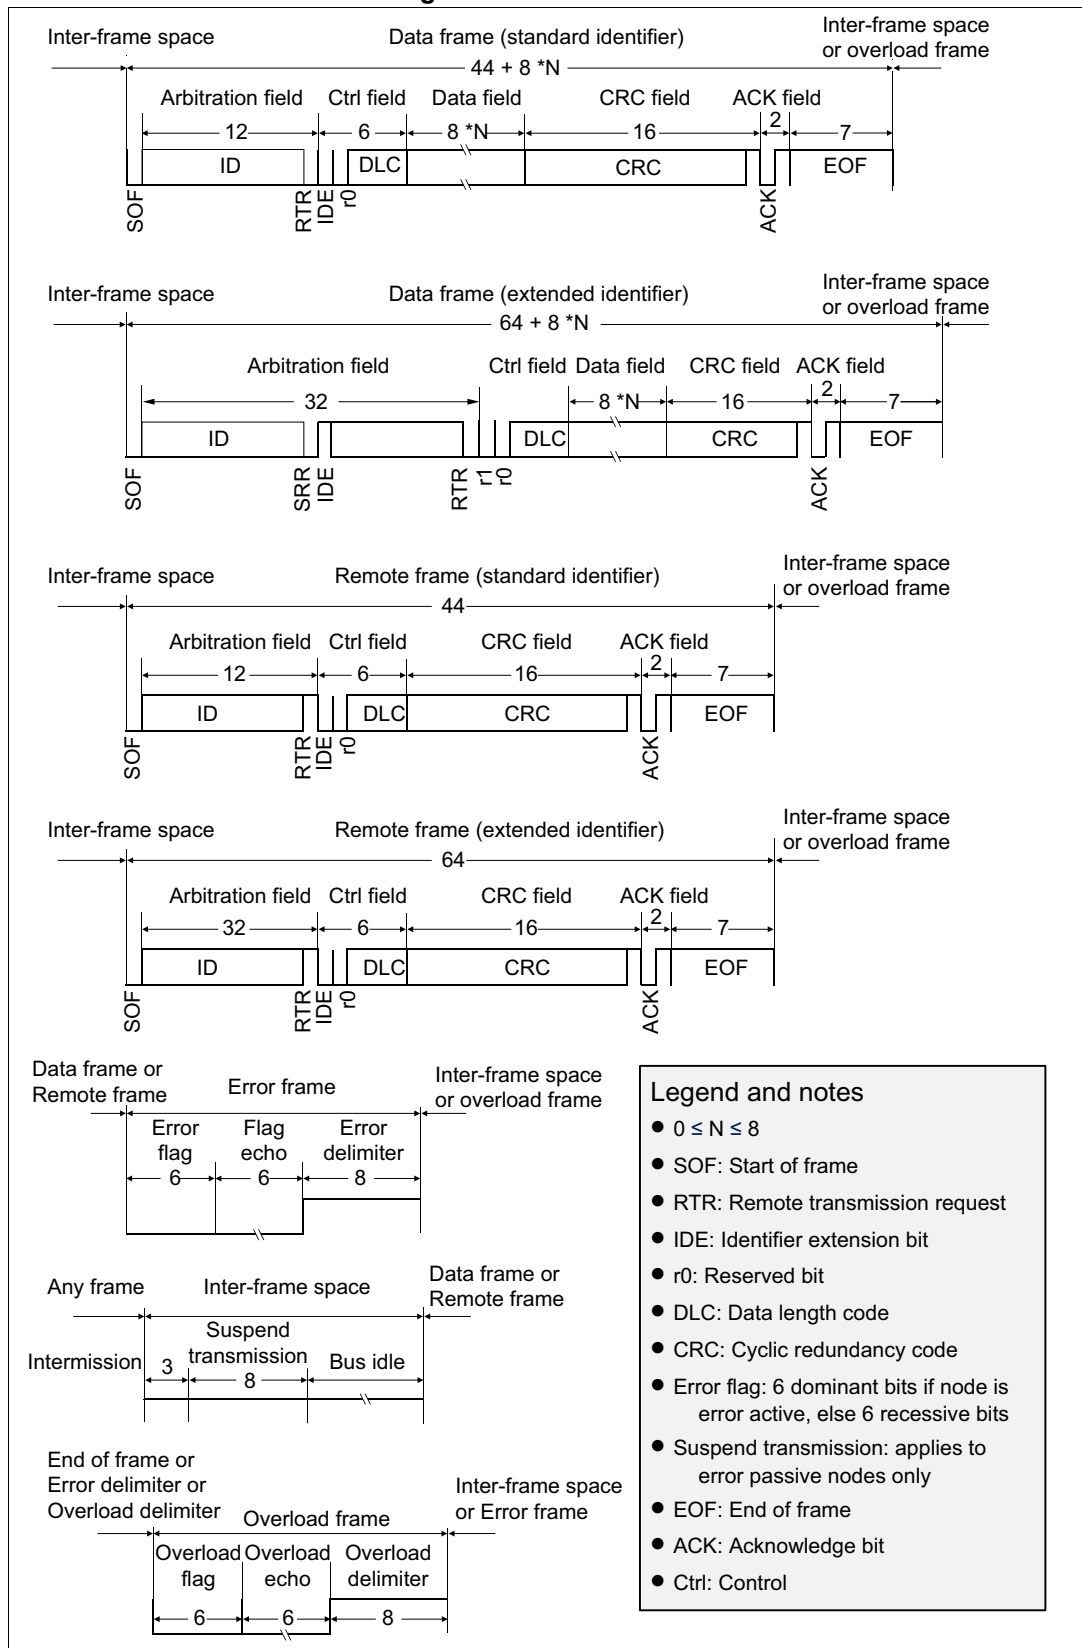 Inter-frame space
Data frame (standard identifier)
Inter-frame space
or overload frame
44 + 8 *N
Arbitration field
Ctrl field
Data field
CRC field
ACK field
12
6
8 *N
16
2
7
ID
DLC
CRC
EOF
SOF
RTR
IDE
r0
ACK
Inter-frame space
Data frame (extended identifier)
Inter-frame space
or overload frame
64 + 8 *N
Arbitration field
Ctrl field
Data field
CRC field
ACK field
32
8 *N
16
2
7
ID
DLC
CRC
EOF
SOF
SRR
IDE
RTR
r1
r0
ACK
Inter-frame space
Remote frame (standard identifier)
Inter-frame space
or overload frame
44
Arbitration field
Ctrl field
CRC field
ACK field
12
6
16
2
7
ID
DLC
CRC
EOF
SOF
RTR
IDE
r0
ACK
Inter-frame space
Remote frame (extended identifier)
Inter-frame space
or overload frame
64
Arbitration field
Ctrl field
CRC field
ACK field
32
6
16
2
7
ID
DLC
CRC
EOF
SOF
RTR
IDE
r0
ACK
Data frame or
Remote frame
Error frame
Inter-frame space
or overload frame
Error
flag
Flag
echo
Error
delimiter
6
6
8
Any frame
Inter-frame space
Data frame or
Remote frame
Intermission
3
Suspend
transmission
8
Bus idle
End of frame or
Error delimiter or
Overload delimiter
Overload frame
Inter-frame space
or Error frame
Overload
flag
Overload
echo
Overload
delimiter
6
6
8
Legend and notes
● 0 ≤ N ≤ 8
● SOF: Start of frame
● RTR: Remote transmission request
● IDE: Identifier extension bit
● r0: Reserved bit
● DLC: Data length code
● CRC: Cyclic redundancy code
● Error flag: 6 dominant bits if node is
error active, else 6 recessive bits
● Suspend transmission: applies to
error passive nodes only
● EOF: End of frame
● ACK: Acknowledge bit
● Ctrl: Control